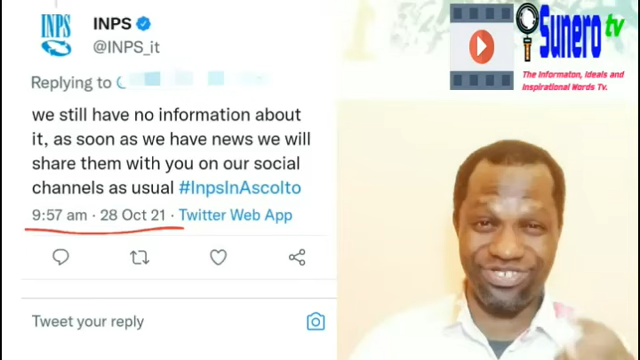 INPS
INPS
@INPS_it
Replying to
we still have no information about
it, as soon as we have news we will
share them with you on our social
channels as usual #InpsInAscolto
9:57 am · 28 Oct 21 · Twitter Web App
Tweet your reply
Sunero tv
The Informaton, Ideals and
Inspirational Words Tv.